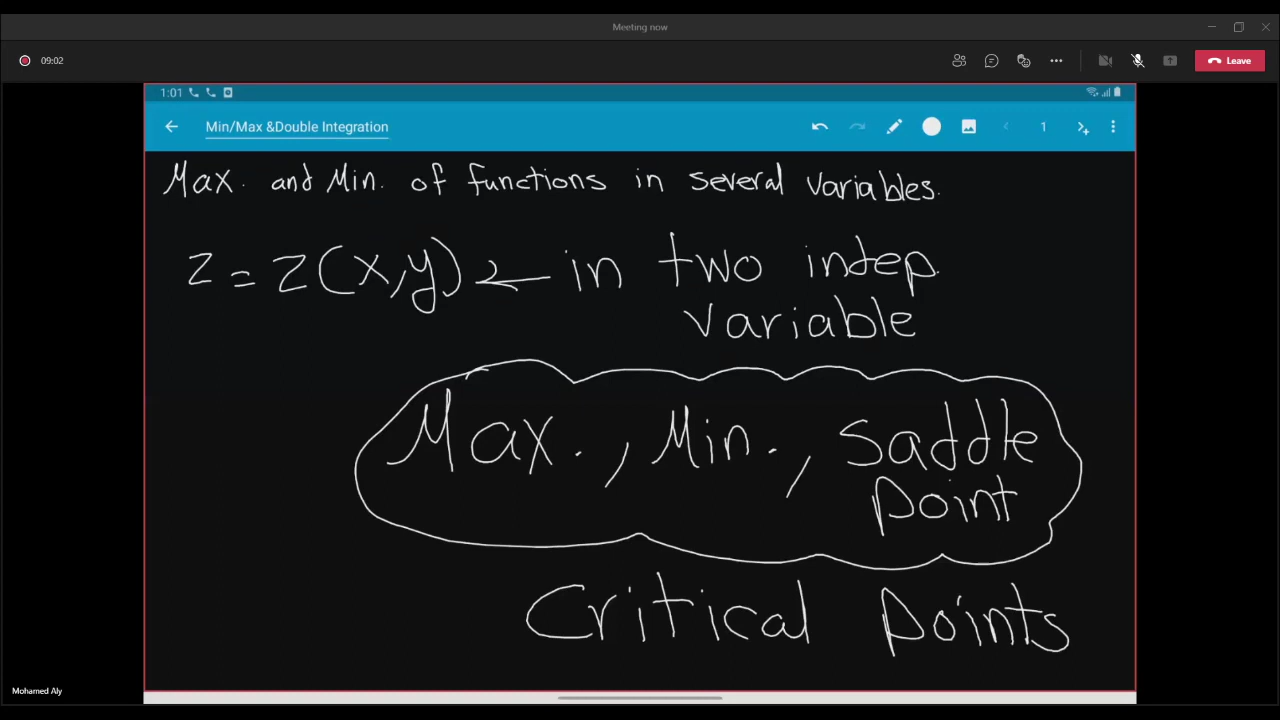 Meeting now
09:02
Leave
1:01
Min/Max &Double Integration
1
Max. and Min. of functions in several variables.
z = z(x,y) ← in two indep.
variable
Max., Min., saddle
point
Critical points
Mohamed Aly